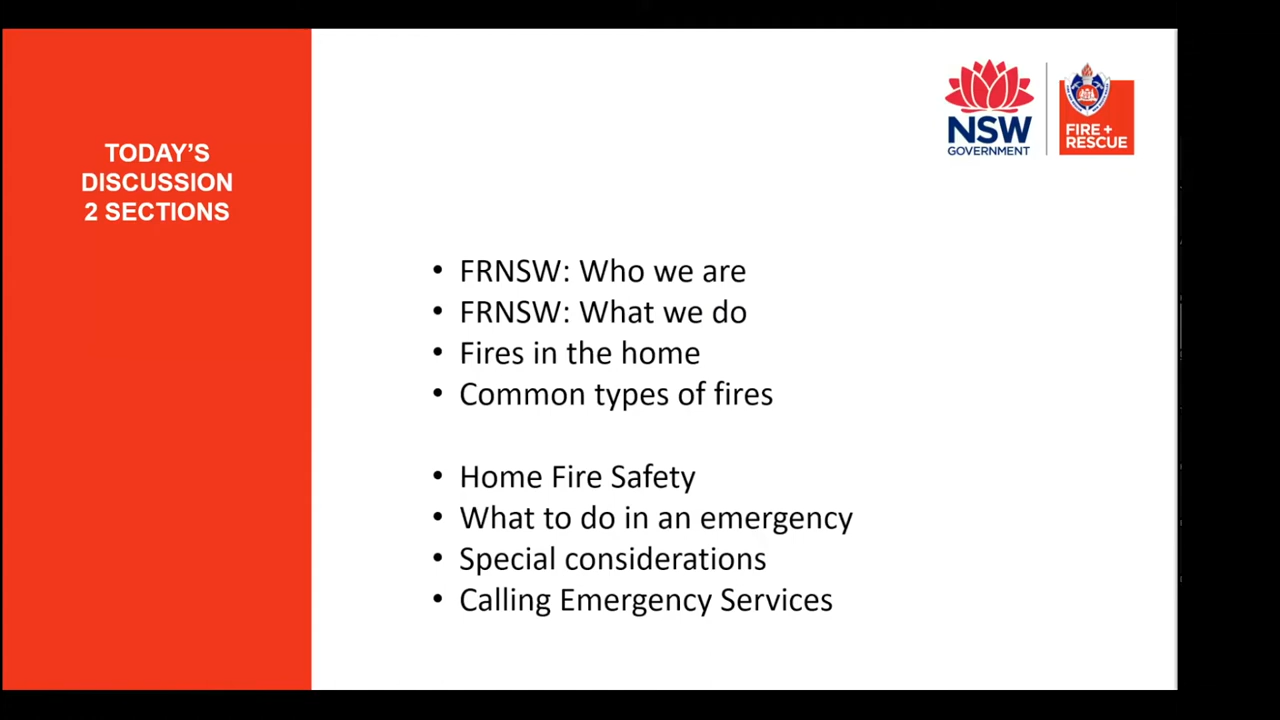 TODAY'S
DISCUSSION
2 SECTIONS
NSW
GOVERNMENT
FIRE +
RESCUE
• FRNSW: Who we are
• FRNSW: What we do
• Fires in the home
• Common types of fires
• Home Fire Safety
• What to do in an emergency
• Special considerations
• Calling Emergency Services